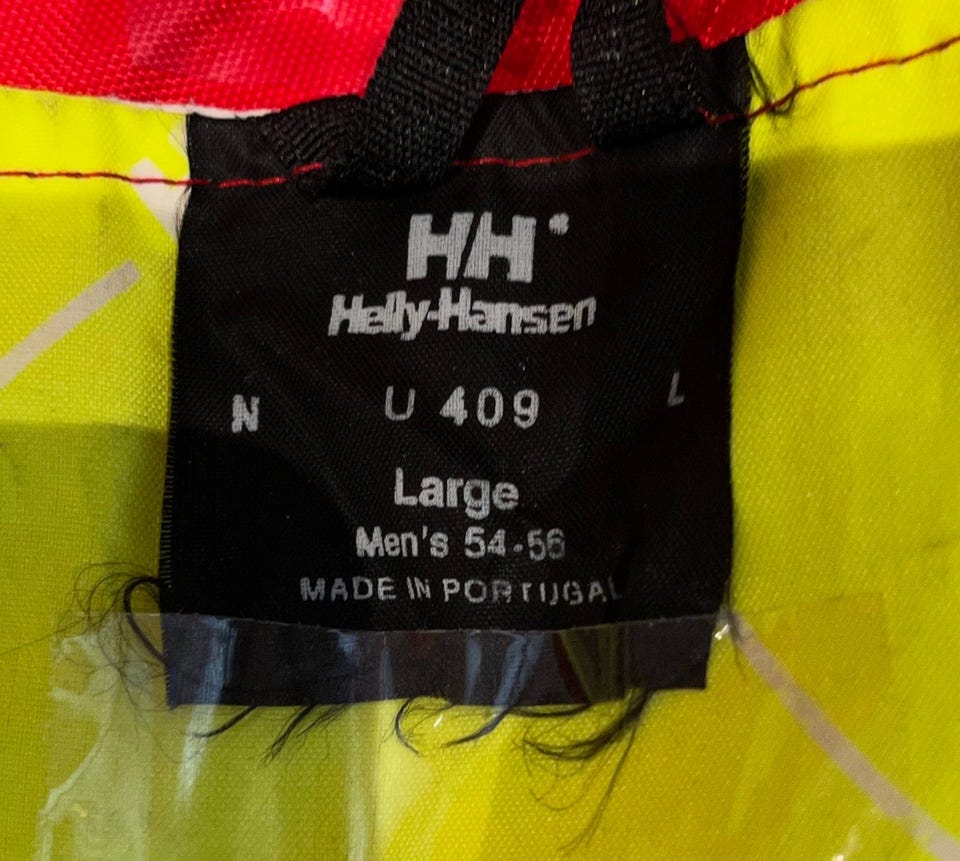 HH®
Helly-Hansen
N U 409 L
Large
Men's 54-56
MADE IN PORTUGAL